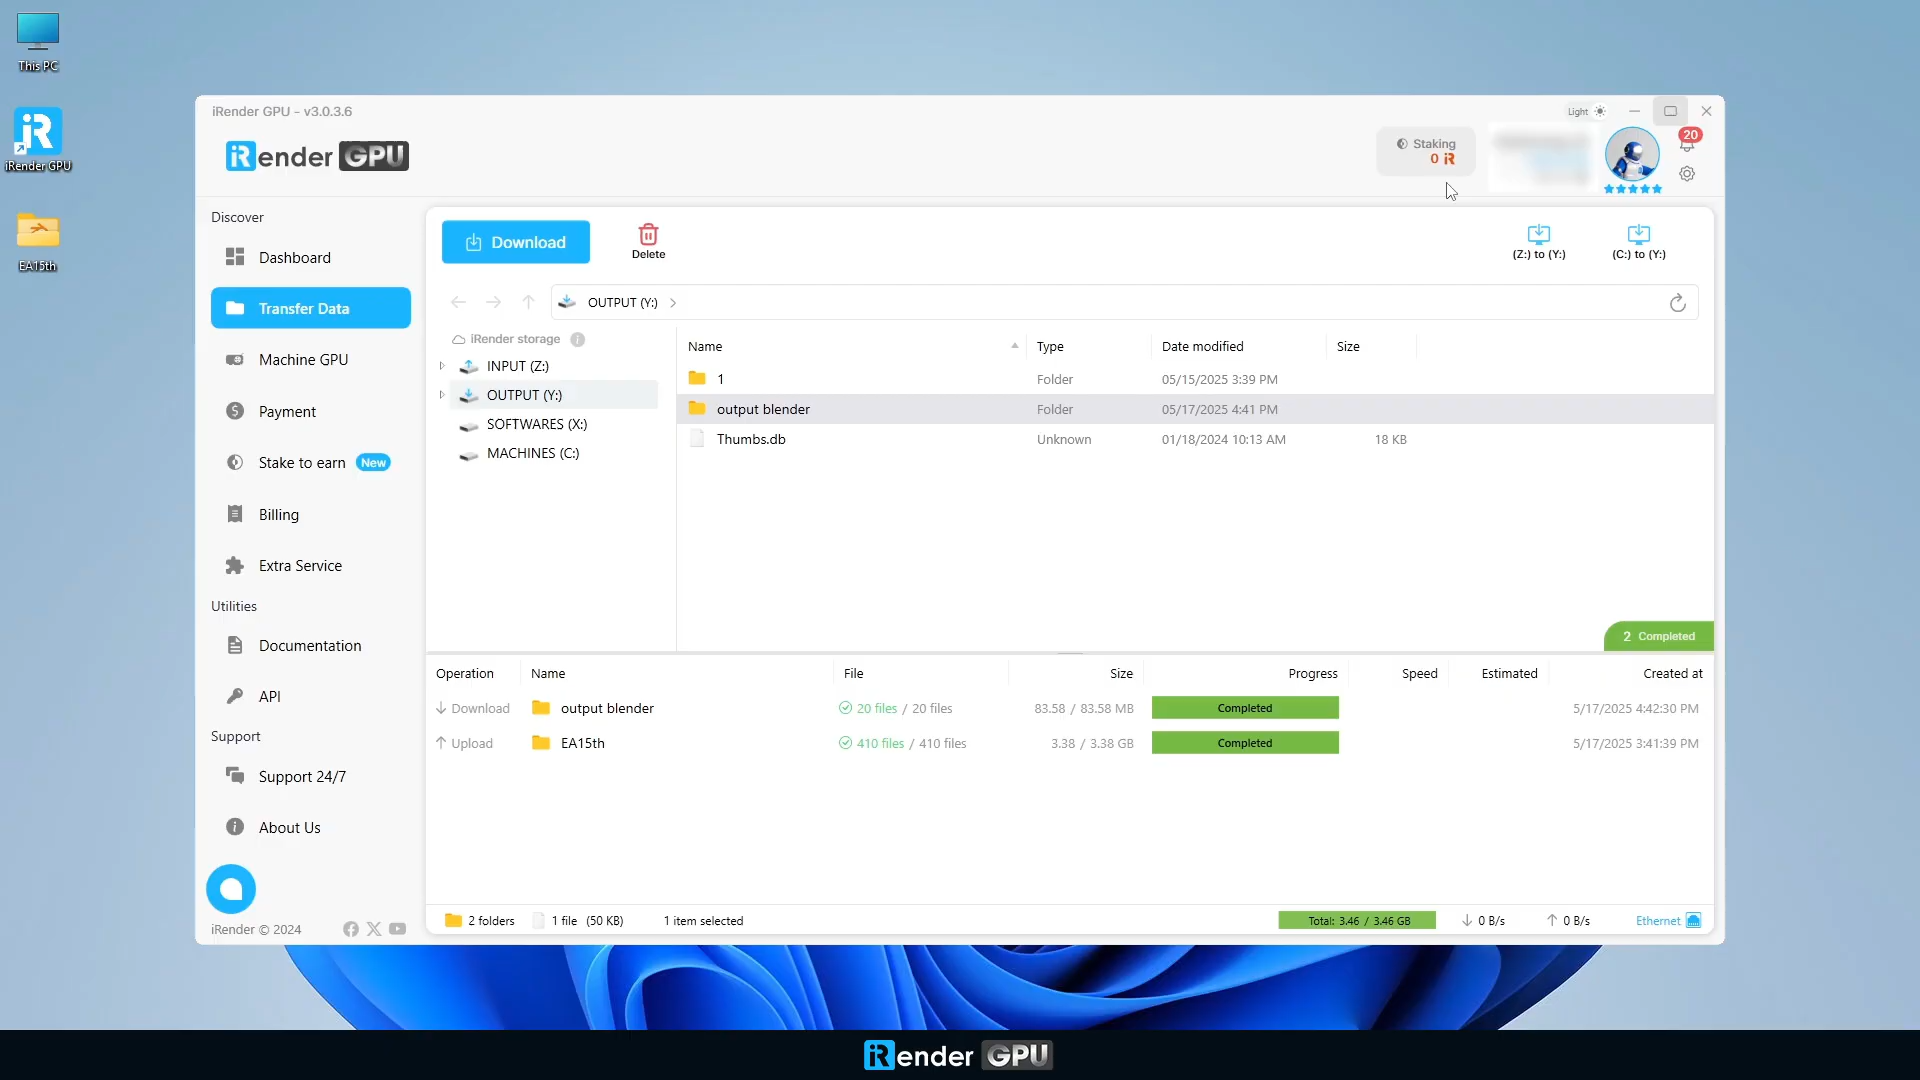 This PC
iRender GPU
EA15th
iRender GPU - v3.0.3.6
Light
iRender GPU
Staking
0 iR
20
Discover
Dashboard
Transfer Data
Machine GPU
Payment
Stake to earn New
Billing
Extra Service
Utilities
Documentation
API
Support
Support 24/7
About Us
iRender © 2024
Download
Delete
(Z:) to (Y:)
(C:) to (Y:)
OUTPUT (Y:)
iRender storage
INPUT (Z:)
OUTPUT (Y:)
SOFTWARES (X:)
MACHINES (C:)
Name Type Date modified Size
1 Folder 05/15/2025 3:39 PM
output blender Folder 05/17/2025 4:41 PM
Thumbs.db Unknown 01/18/2024 10:13 AM 18 KB
2 Completed
Operation Name File Size Progress Speed Estimated Created at
Download output blender 20 files / 20 files 83.58 / 83.58 MB Completed 5/17/2025 4:42:30 PM
Upload EA15th 410 files / 410 files 3.38 / 3.38 GB Completed 5/17/2025 3:41:39 PM
2 folders 1 file (50 KB) 1 item selected Total: 3.46 / 3.46 GB 0 B/s 0 B/s Ethernet
iRender GPU